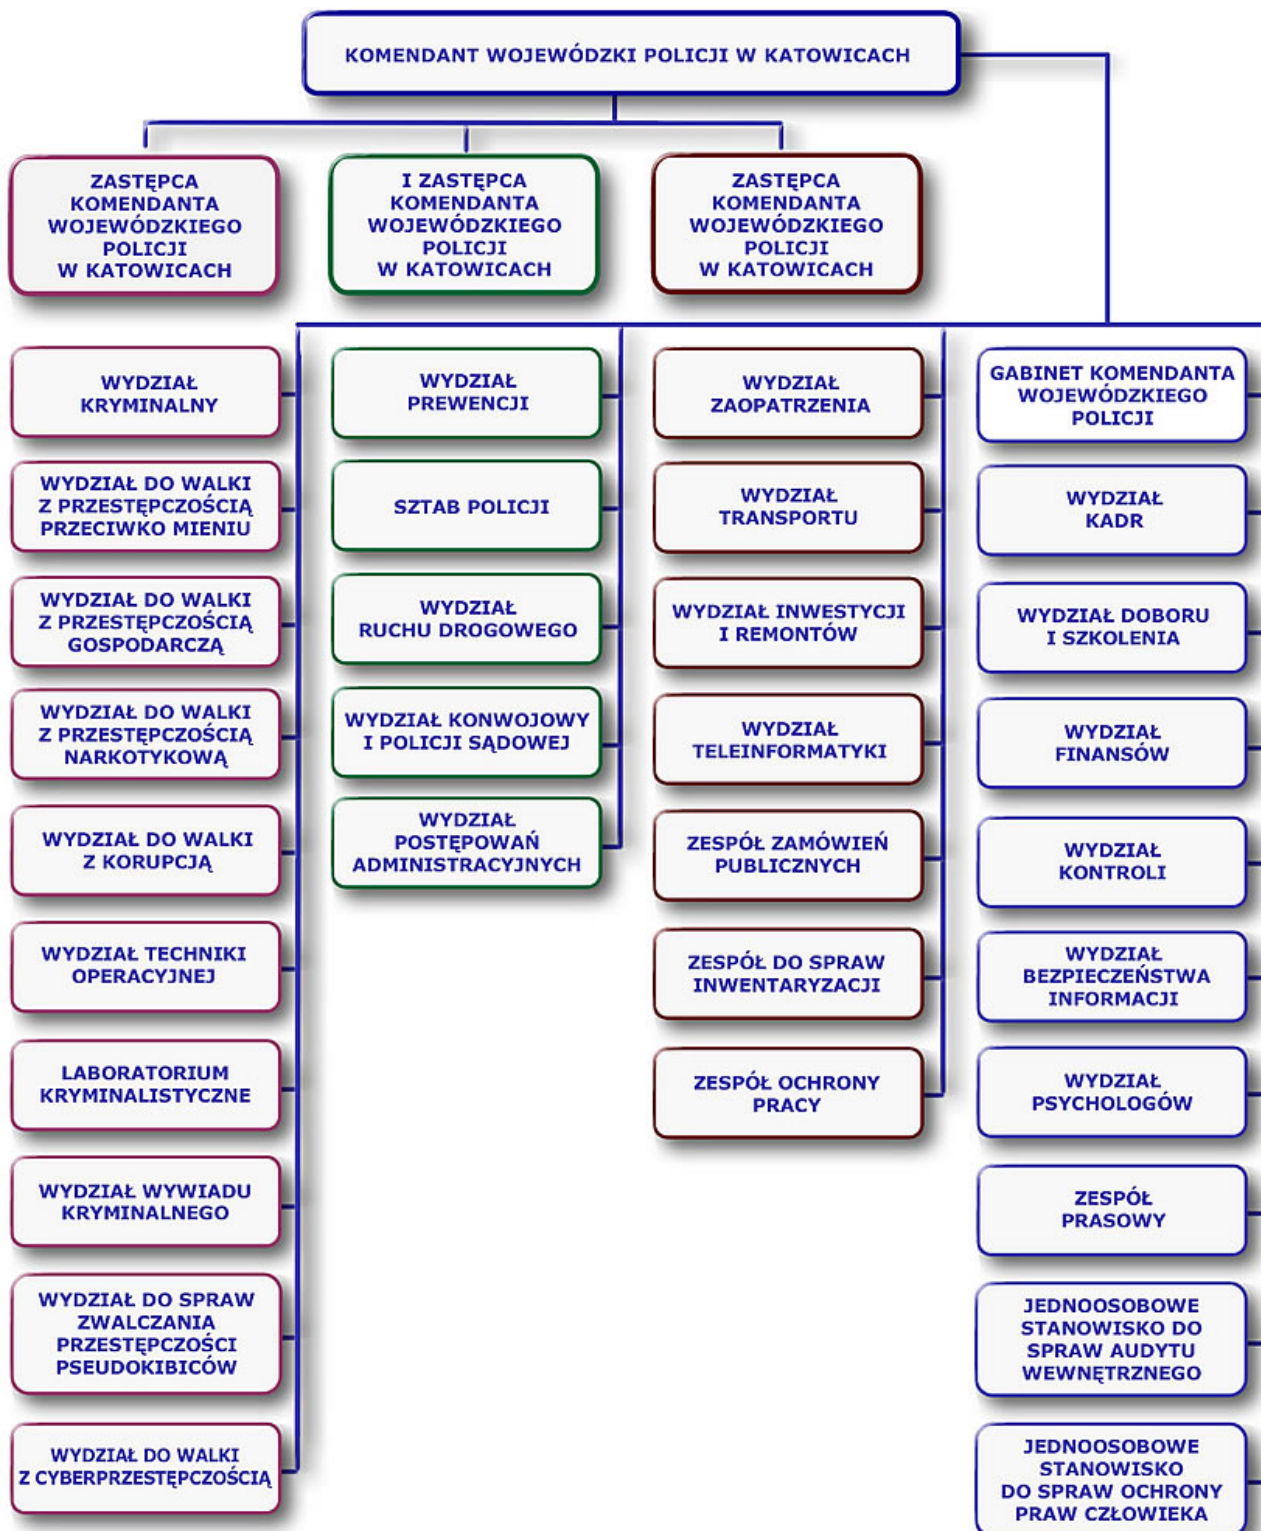 KOMENDANT WOJEWÓDZKI POLICJI W KATOWICACH
ZASTĘPCA
KOMENDANTA
WOJEWÓDZKIEGO
POLICJI
W KATOWICACH
I ZASTĘPCA
KOMENDANTA
WOJEWÓDZKIEGO
POLICJI
W KATOWICACH
ZASTĘPCA
KOMENDANTA
WOJEWÓDZKIEGO
POLICJI
W KATOWICACH
WYDZIAŁ
KRYMINALNY
WYDZIAŁ DO WALKI
Z PRZESTĘPCZOŚCIĄ
PRZECIWKO MIENIU
WYDZIAŁ DO WALKI
Z PRZESTĘPCZOŚCIĄ
GOSPODARCZĄ
WYDZIAŁ DO WALKI
Z PRZESTĘPCZOŚCIĄ
NARKOTYKOWĄ
WYDZIAŁ DO WALKI
Z KORUPCJĄ
WYDZIAŁ TECHNIKI
OPERACYJNEJ
LABORATORIUM
KRYMINALISTYCZNE
WYDZIAŁ WYWIADU
KRYMINALNEGO
WYDZIAŁ DO SPRAW
ZWALCZANIA
PRZESTĘPCZOŚCI
PSEUDOKIBICÓW
WYDZIAŁ DO WALKI
Z CYBERPRZESTĘPCZOŚCIĄ
WYDZIAŁ
PREWENCJI
SZTAB POLICJI
WYDZIAŁ
RUCHU DROGOWEGO
WYDZIAŁ KONWOJOWY
I POLICJI SĄDOWEJ
WYDZIAŁ
POSTĘPOWAŃ
ADMINISTRACYJNYCH
WYDZIAŁ
ZAOPATRZENIA
WYDZIAŁ
TRANSPORTU
WYDZIAŁ INWESTYCJI
I REMONTÓW
WYDZIAŁ
TELEINFORMATYKI
ZESPÓŁ ZAMÓWIEŃ
PUBLICZNYCH
ZESPÓŁ DO SPRAW
INWENTARYZACJI
ZESPÓŁ OCHRONY
PRACY
GABINET KOMENDANTA
WOJEWÓDZKIEGO
POLICJI
WYDZIAŁ
KADR
WYDZIAŁ DOBORU
I SZKOLENIA
WYDZIAŁ
FINANSÓW
WYDZIAŁ
KONTROLI
WYDZIAŁ
BEZPIECZEŃSTWA
INFORMACJI
WYDZIAŁ
PSYCHOLOGÓW
ZESPÓŁ
PRASOWY
JEDNOOSOBOWE
STANOWISKO DO
SPRAW AUDYTU
WEWNĘTRZNEGO
JEDNOOSOBOWE
STANOWISKO
DO SPRAW OCHRONY
PRAW CZŁOWIEKA